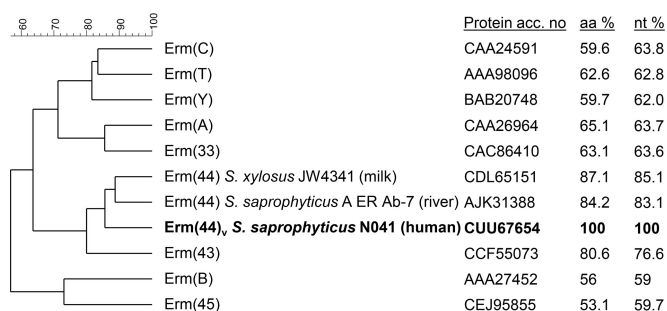 60 70 80 90 100
Protein acc. no aa % nt %
Erm(C) CAA24591 59.6 63.8
Erm(T) AAA98096 62.6 62.8
Erm(Y) BAB20748 59.7 62.0
Erm(A) CAA26964 65.1 63.7
Erm(33) CAC86410 63.1 63.6
Erm(44) S. xylosus JW4341 (milk) CDL65151 87.1 85.1
Erm(44) S. saprophyticus A ER Ab-7 (river) AJK31388 84.2 83.1
Erm(44)v S. saprophyticus N041 (human) CUU67654 100 100
Erm(43) CCF55073 80.6 76.6
Erm(B) AAA27452 56 59
Erm(45) CEJ95855 53.1 59.7